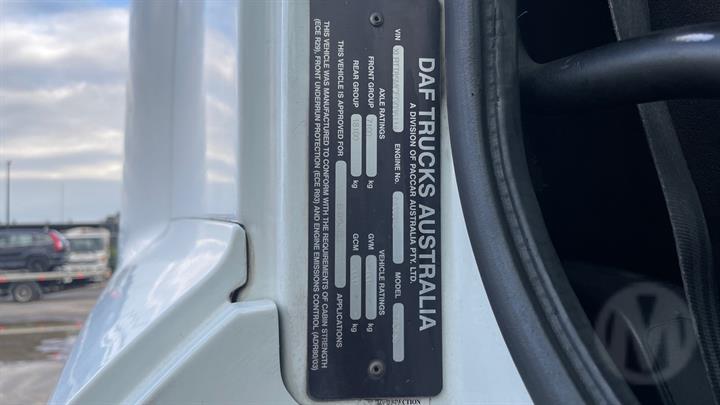 DAF TRUCKS AUSTRALIA
A DIVISION OF PACCAR AUSTRALIA PTY. LTD.
VIN ENGINE No. MODEL
AXLE RATINGS VEHICLE RATINGS
FRONT GROUP 7100 kg GVM kg
REAR GROUP 18100 kg GCM kg
THIS VEHICLE IS APPROVED FOR APPLICATIONS
THIS VEHICLE WAS MANUFACTURED TO CONFORM WITH THE REQUIREMENTS OF CABIN STRENGTH
(ECE R29), FRONT UNDERRUN PROTECTION (ECE R93) AND ENGINE EMISSIONS CONTROL (ADR80/03)
M